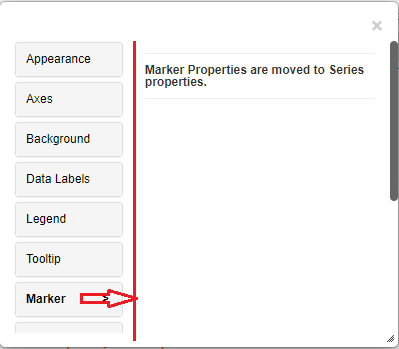 ×
Appearance
Axes
Marker Properties are moved to Series
properties.
Background
Data Labels
Legend
Tooltip
Marker >